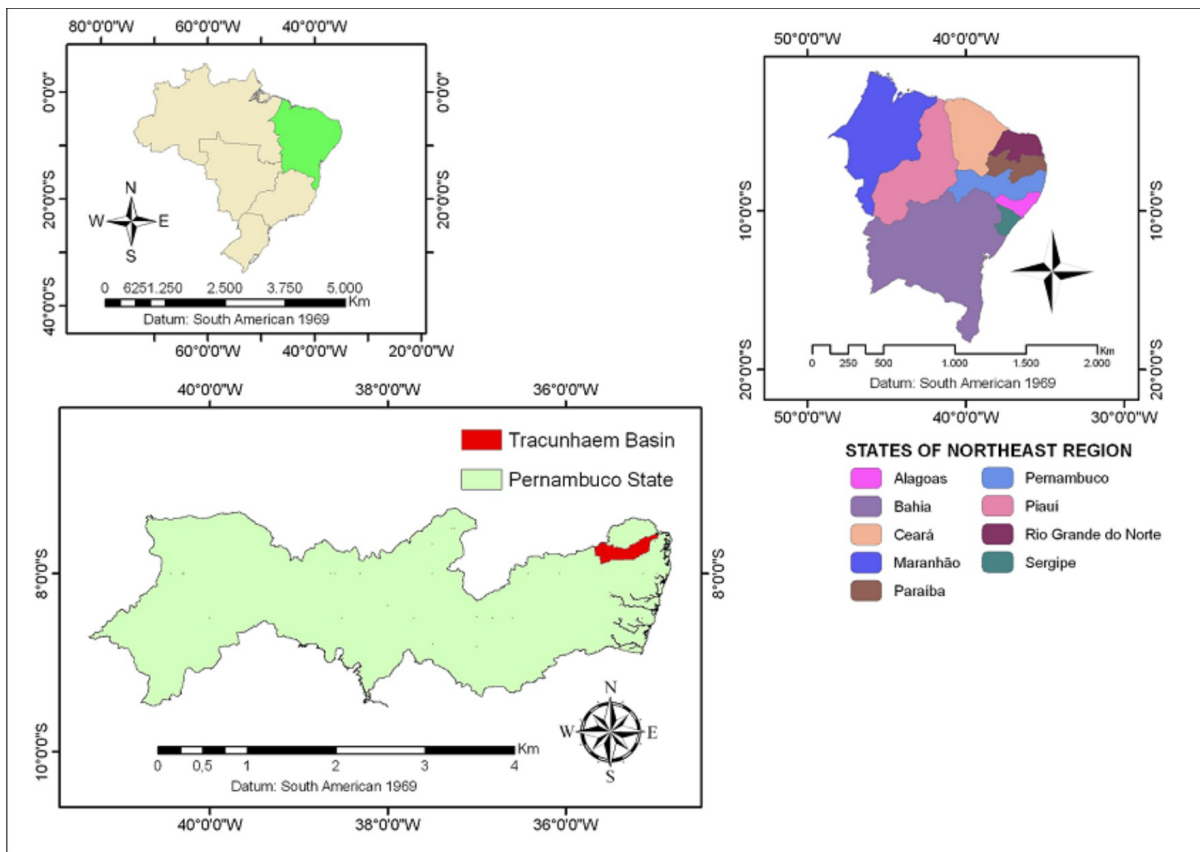 80°0'0"W 60°0'0"W 40°0'0"W
0°0'0"
0°0'0"
20°0'0"S
20°0'0"S
40°0'0"S
40°0'0"S
N
W E
S
0 6251.250 2.500 3.750 5.000
Km
Datum: South American 1969
60°0'0"W 40°0'0"W 20°0'0"W
50°0'0"W 40°0'0"W
10°0'0"S
10°0'0"S
20°0'0"S
20°0'0"S
0 250 500 1.000 1.500 2.000
Km
Datum: South American 1969
50°0'0"W 40°0'0"W 30°0'0"W
STATES OF NORTHEAST REGION
Alagoas
Bahia
Ceará
Maranhão
Paraíba
Pernambuco
Piauí
Rio Grande do Norte
Sergipe
40°0'0"W 38°0'0"W 36°0'0"W
Tracunhaem Basin
Pernambuco State
8°0'0"S
8°0'0"S
10°0'0"S
10°0'0"S
N
W E
S
Km
0 0,5 1 2 3 4
Datum: South American 1969
40°0'0"W 38°0'0"W 36°0'0"W